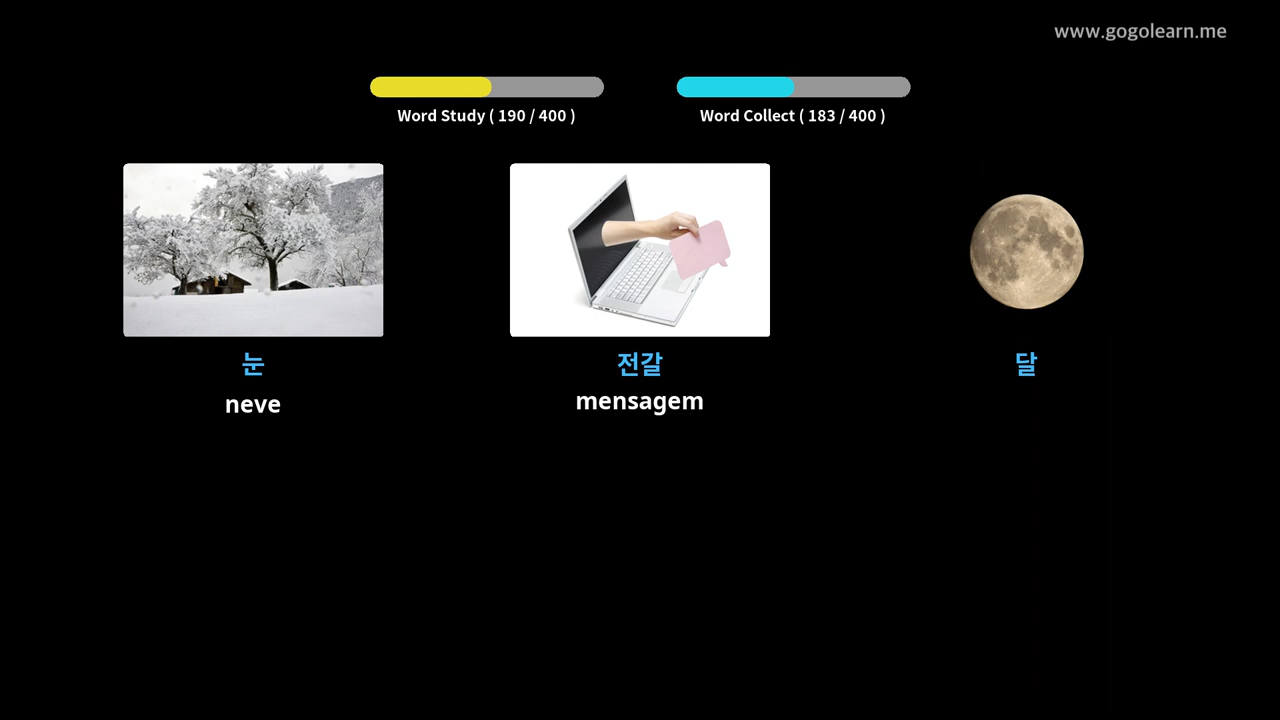 www.gogolearn.me
Word Study ( 190 / 400 )
Word Collect ( 183 / 400 )
눈
전갈
달
neve
mensagem